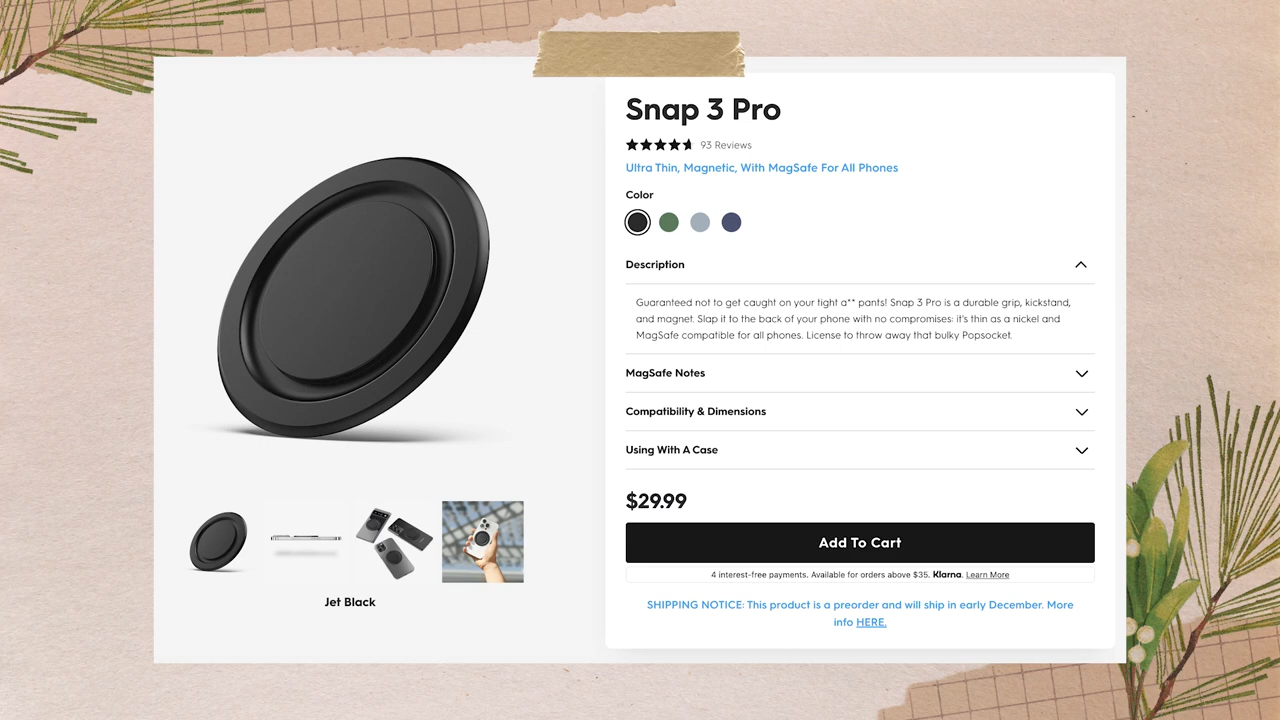 Snap 3 Pro
93 Reviews
Ultra Thin, Magnetic, With MagSafe For All Phones
Color
Description
Guaranteed not to get caught on your tight a** pants! Snap 3 Pro is a durable grip, kickstand,
and magnet. Slap it to the back of your phone with no compromises: it's thin as a nickel and
MagSafe compatible for all phones. License to throw away that bulky Popsocket.
MagSafe Notes
Compatibility & Dimensions
Using With A Case
$29.99
Add To Cart
4 interest-free payments. Available for orders above $35. Klarna. Learn More
SHIPPING NOTICE: This product is a preorder and will ship in early December. More
info HERE.
Jet Black